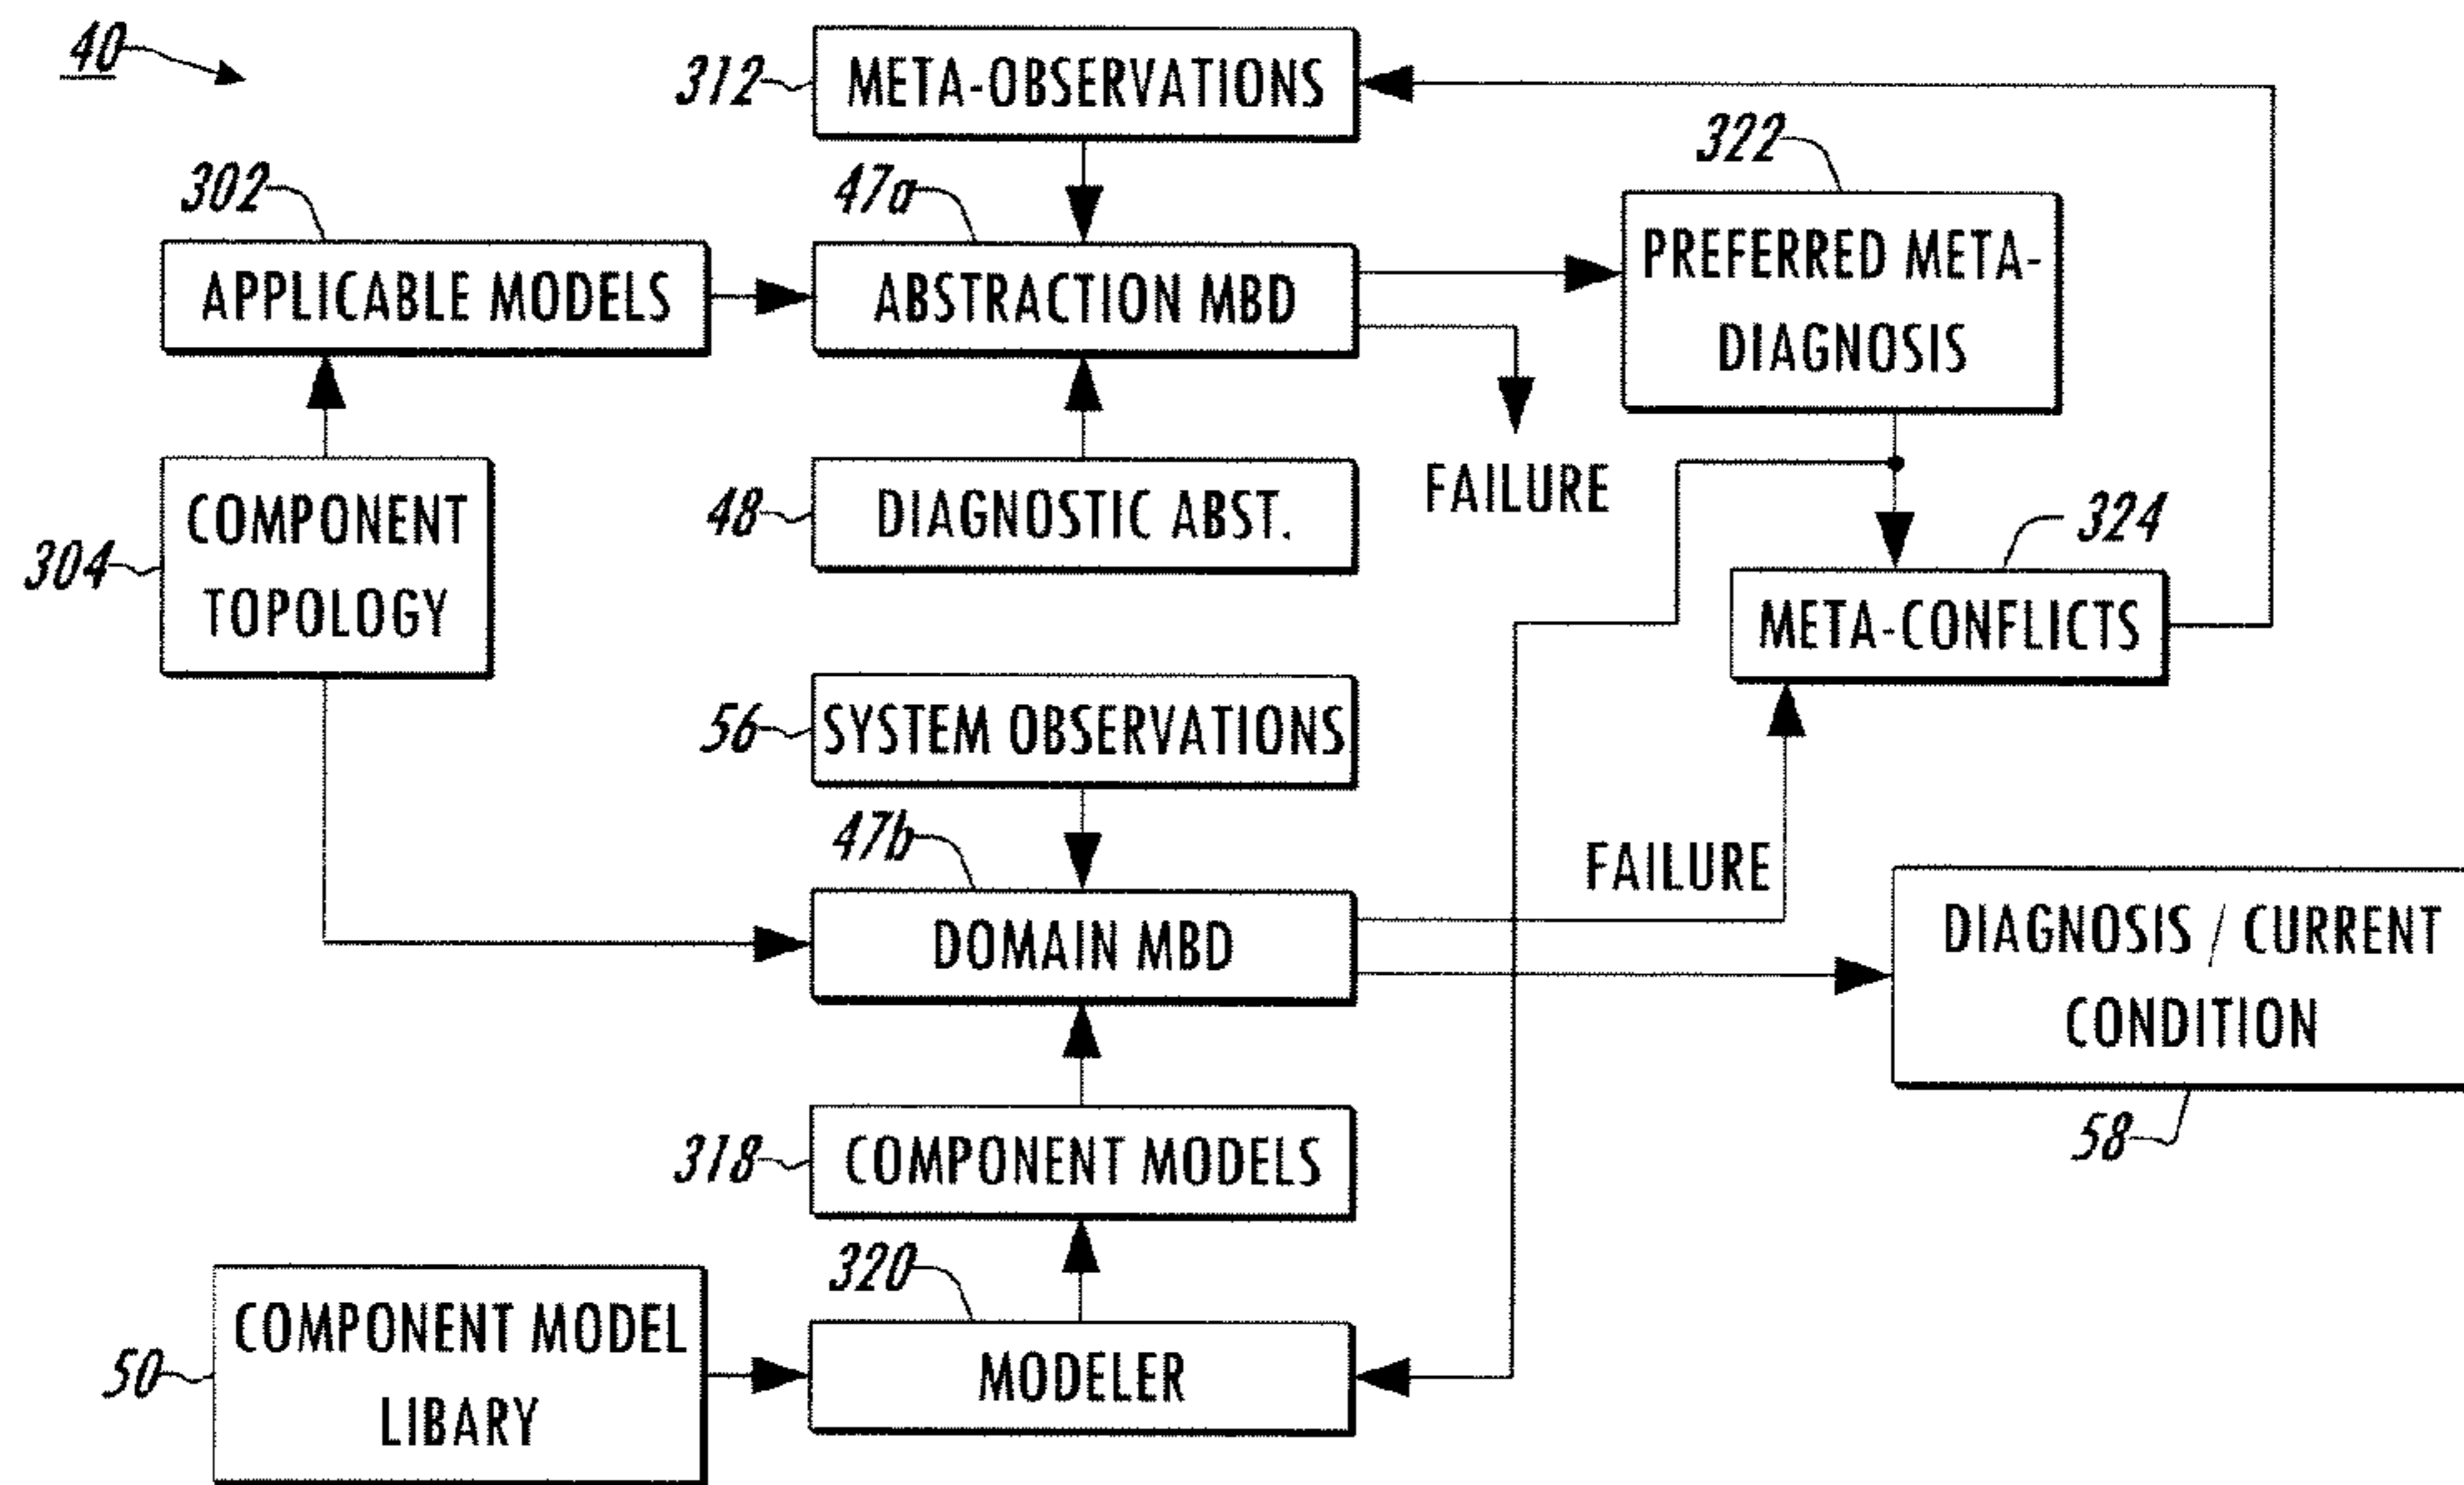 40
312
META-OBSERVATIONS
322
302
47a
APPLICABLE MODELS
ABSTRACTION MBD
PREFERRED META-
DIAGNOSIS
FAILURE
304
COMPONENT
TOPOLOGY
48
DIAGNOSTIC ABST.
324
META-CONFLICTS
56
SYSTEM OBSERVATIONS
47b
DOMAIN MBD
FAILURE
DIAGNOSIS / CURRENT
CONDITION
58
318
COMPONENT MODELS
320
50
COMPONENT MODEL
LIBARY
MODELER